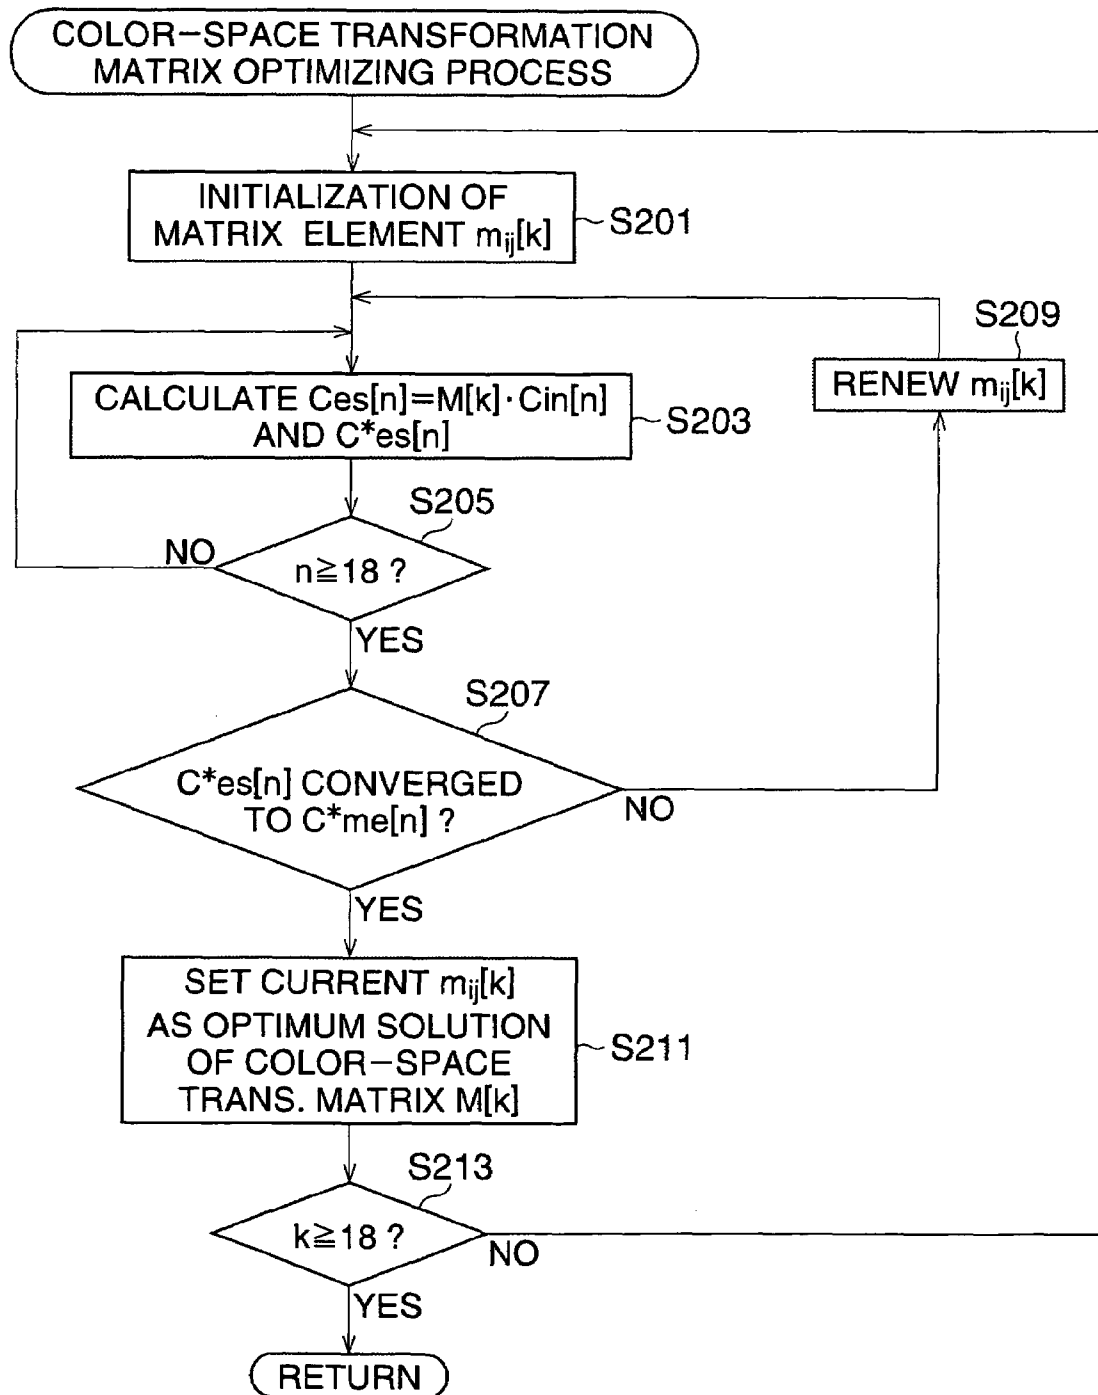 COLOR-SPACE TRANSFORMATION
MATRIX OPTIMIZING PROCESS
INITIALIZATION OF
MATRIX ELEMENT mij[k]
S201
S209
RENEW mij[k]
CALCULATE Ces[n]=M[k]·Cin[n]
AND C*es[n]
S203
S205
NO
n≧18 ?
YES
S207
C*es[n] CONVERGED
TO C*me[n] ?
NO
YES
SET CURRENT mij[k]
AS OPTIMUM SOLUTION
OF COLOR-SPACE
TRANS. MATRIX M[k]
S211
S213
k≧18 ?
NO
YES
RETURN